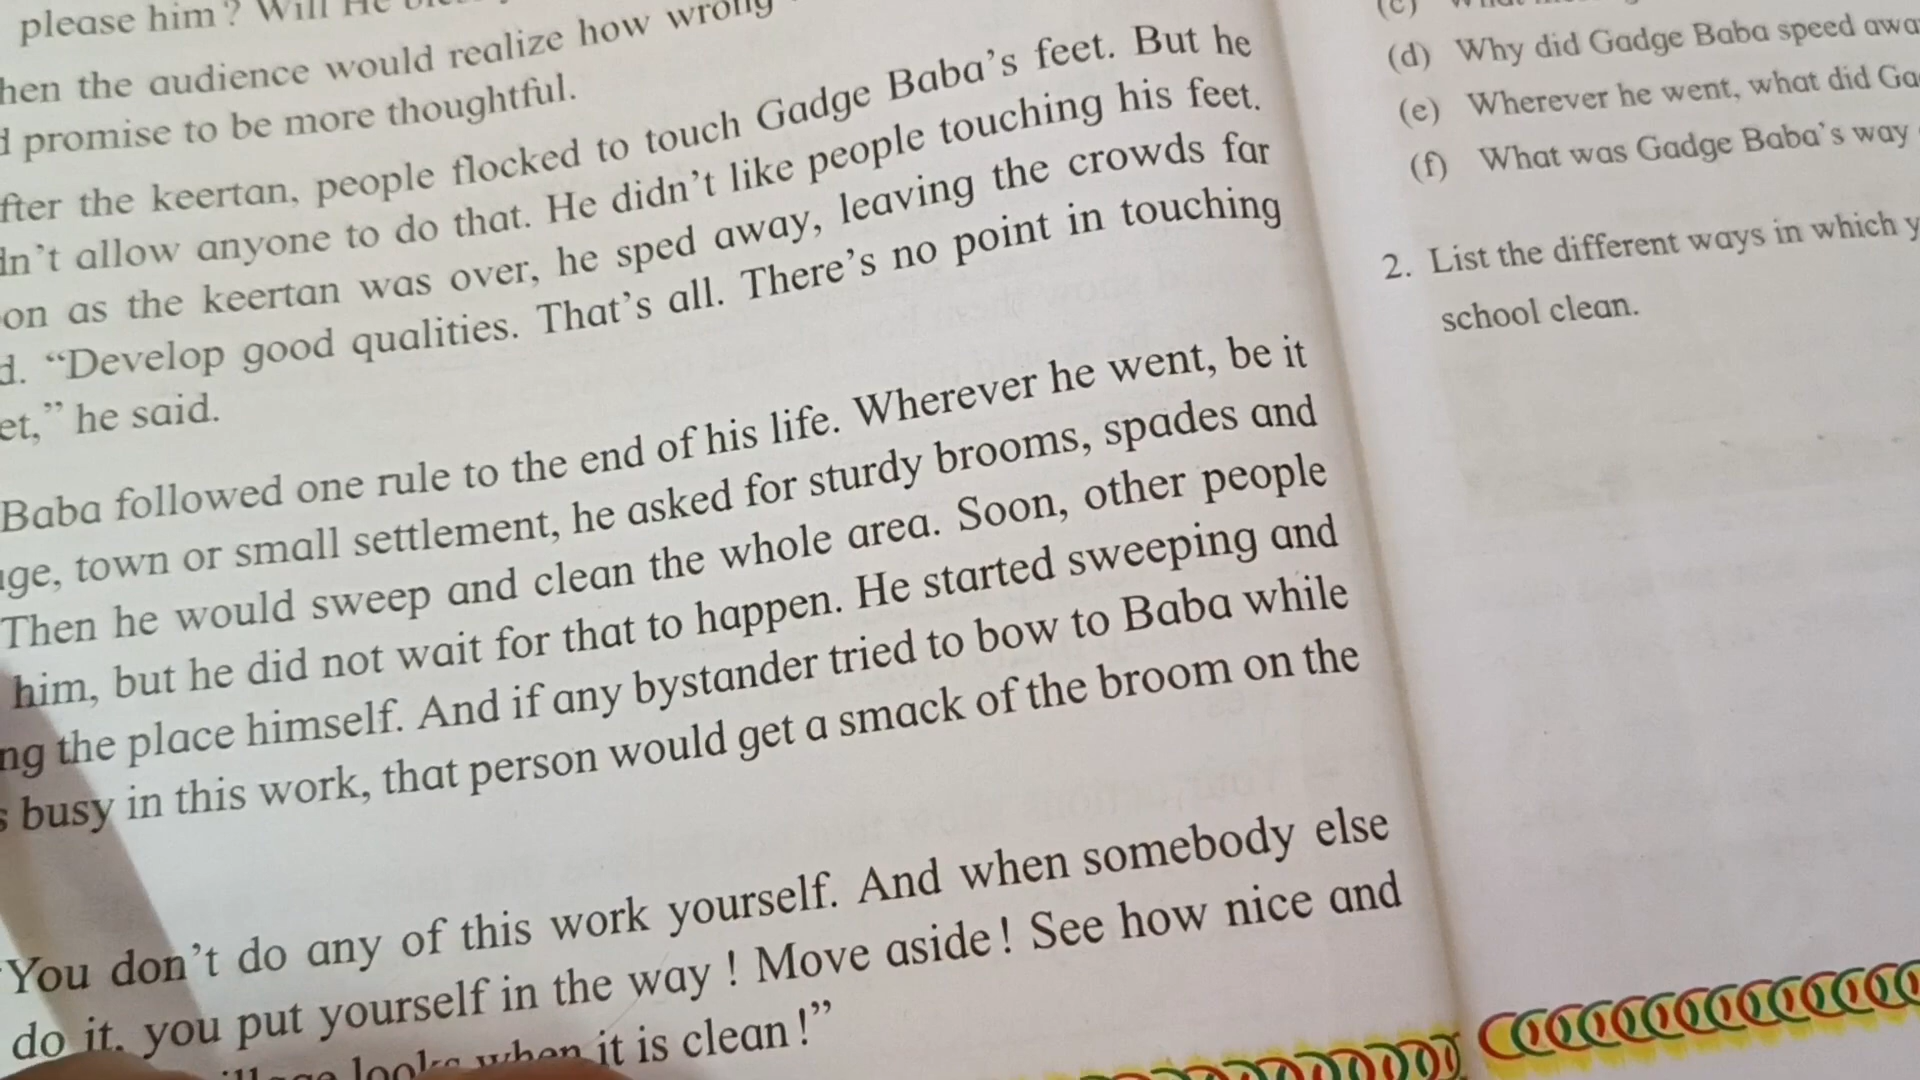 please him? Will He
hen the audience would realize how wrong
d promise to be more thoughtful.
fter the keertan, people flocked to touch Gadge Baba's feet. But he
dn't allow anyone to do that. He didn't like people touching his feet.
on as the keertan was over, he sped away, leaving the crowds far
d. “Develop good qualities. That's all. There's no point in touching
et,” he said.
Baba followed one rule to the end of his life. Wherever he went, be it
ge, town or small settlement, he asked for sturdy brooms, spades and
Then he would sweep and clean the whole area. Soon, other people
him, but he did not wait for that to happen. He started sweeping and
ng the place himself. And if any bystander tried to bow to Baba while
s busy in this work, that person would get a smack of the broom on the
You don't do any of this work yourself. And when somebody else
do it, you put yourself in the way ! Move aside ! See how nice and
looks when it is clean !”
(c)
(d) Why did Gadge Baba speed awa
(e) Wherever he went, what did Ga
(f) What was Gadge Baba's way
2. List the different ways in which y
school clean.